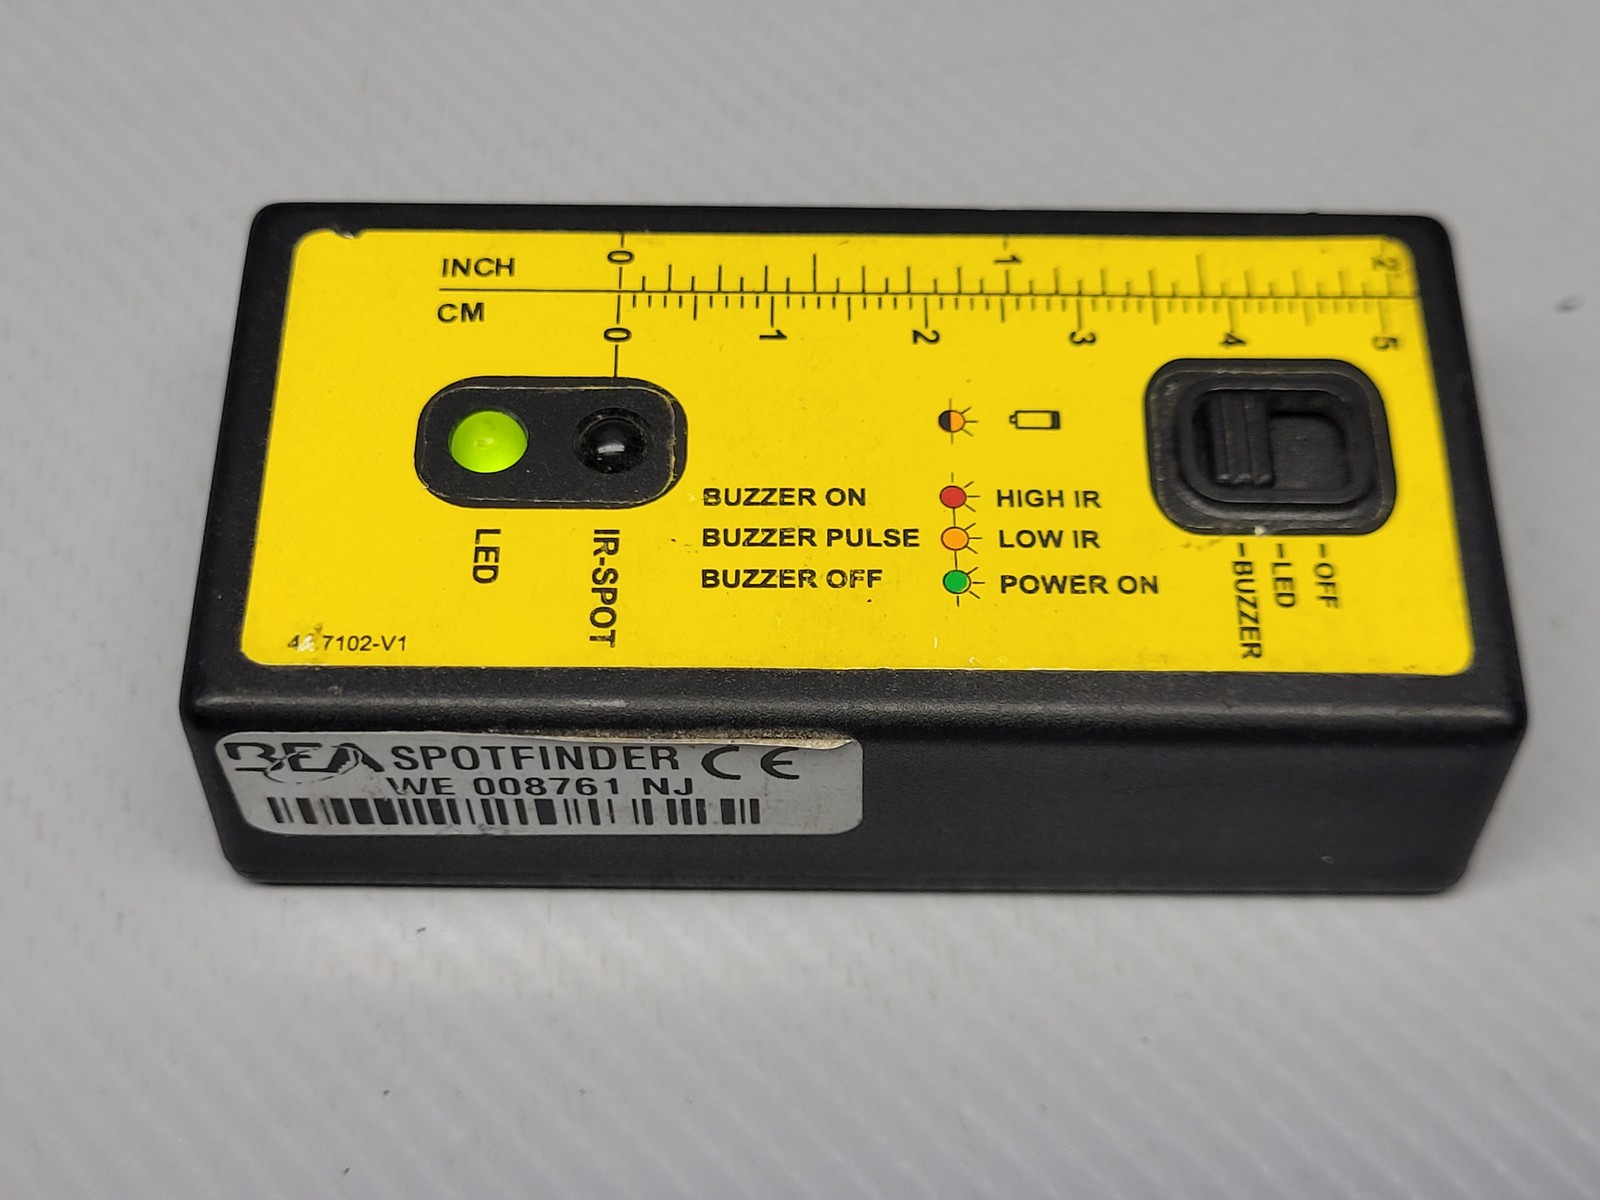 INCH
0 1 2
CM
0 1 2 3 4 5
BUZZER ON HIGH IR
BUZZER PULSE LOW IR
BUZZER OFF POWER ON
LED
IR-SPOT
-OFF
-LED
-BUZZER
7102-V1
BEA SPOTFINDER CE
WE 008761 NJ